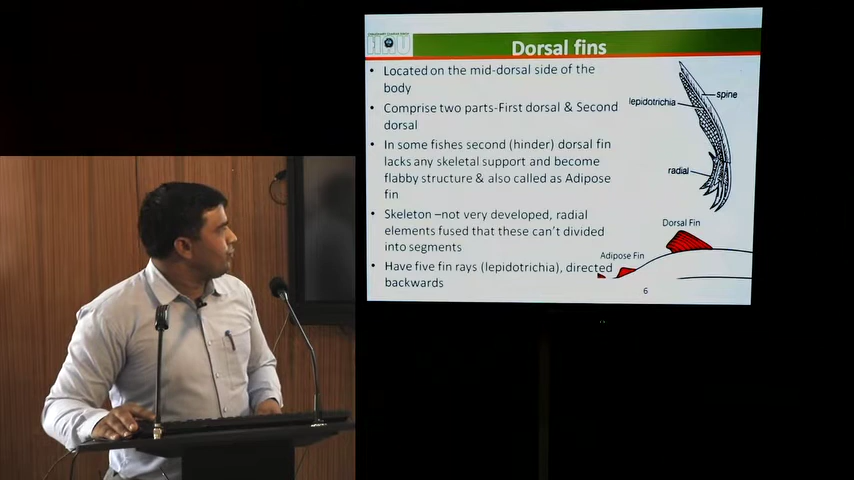 HAU
Dorsal fins
• Located on the mid-dorsal side of the
body
• Comprise two parts-First dorsal & Second
dorsal
• In some fishes second (hinder) dorsal fin
lacks any skeletal support and become
flabby structure & also called as Adipose
fin
• Skeleton –not very developed, radial
elements fused that these can't divided
into segments
• Have five fin rays (lepidotrichia), directed
backwards
spine
lepidotrichia
radial
Dorsal Fin
Adipose Fin
6